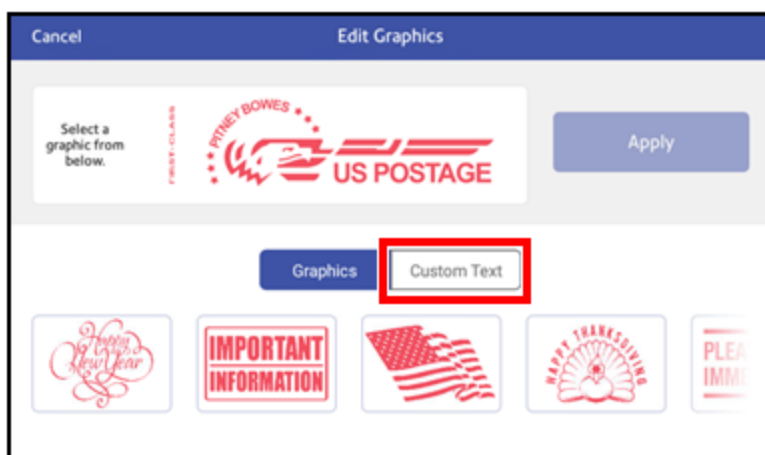 Cancel
Edit Graphics
Select a
graphic from
below.
FIRST-CLASS
PITNEY BOWES
US POSTAGE
Apply
Graphics
Custom Text
Happy
New Year
IMPORTANT
INFORMATION
HAPPY THANKSGIVING